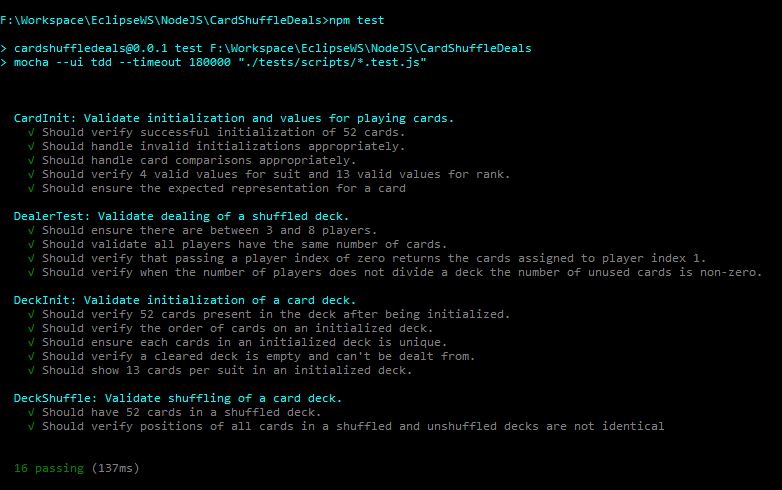 F:\Workspace\EclipseWS\NodeJS\CardShuffleDeals>npm test
> cardshuffledeals@0.0.1 test F:\Workspace\EclipseWS\NodeJS\CardShuffleDeals
> mocha --ui tdd --timeout 180000 "./tests/scripts/*.test.js"
CardInit: Validate initialization and values for playing cards.
√ Should verify successful initialization of 52 cards.
√ Should handle invalid initializations appropriately.
√ Should handle card comparisons appropriately.
√ Should verify 4 valid values for suit and 13 valid values for rank.
√ Should ensure the expected representation for a card
DealerTest: Validate dealing of a shuffled deck.
√ Should ensure there are between 3 and 8 players.
√ Should validate all players have the same number of cards.
√ Should verify that passing a player index of zero returns the cards assigned to player index 1.
√ Should verify when the number of players does not divide a deck the number of unused cards is non-zero.
DeckInit: Validate initialization of a card deck.
√ Should verify 52 cards present in the deck after being initialized.
√ Should verify the order of cards on an initialized deck.
√ Should ensure each cards in an initialized deck is unique.
√ Should verify a cleared deck is empty and can't be dealt from.
√ Should show 13 cards per suit in an initialized deck.
DeckShuffle: Validate shuffling of a card deck.
√ Should have 52 cards in a shuffled deck.
√ Should verify positions of all cards in a shuffled and unshuffled decks are not identical
16 passing (137ms)